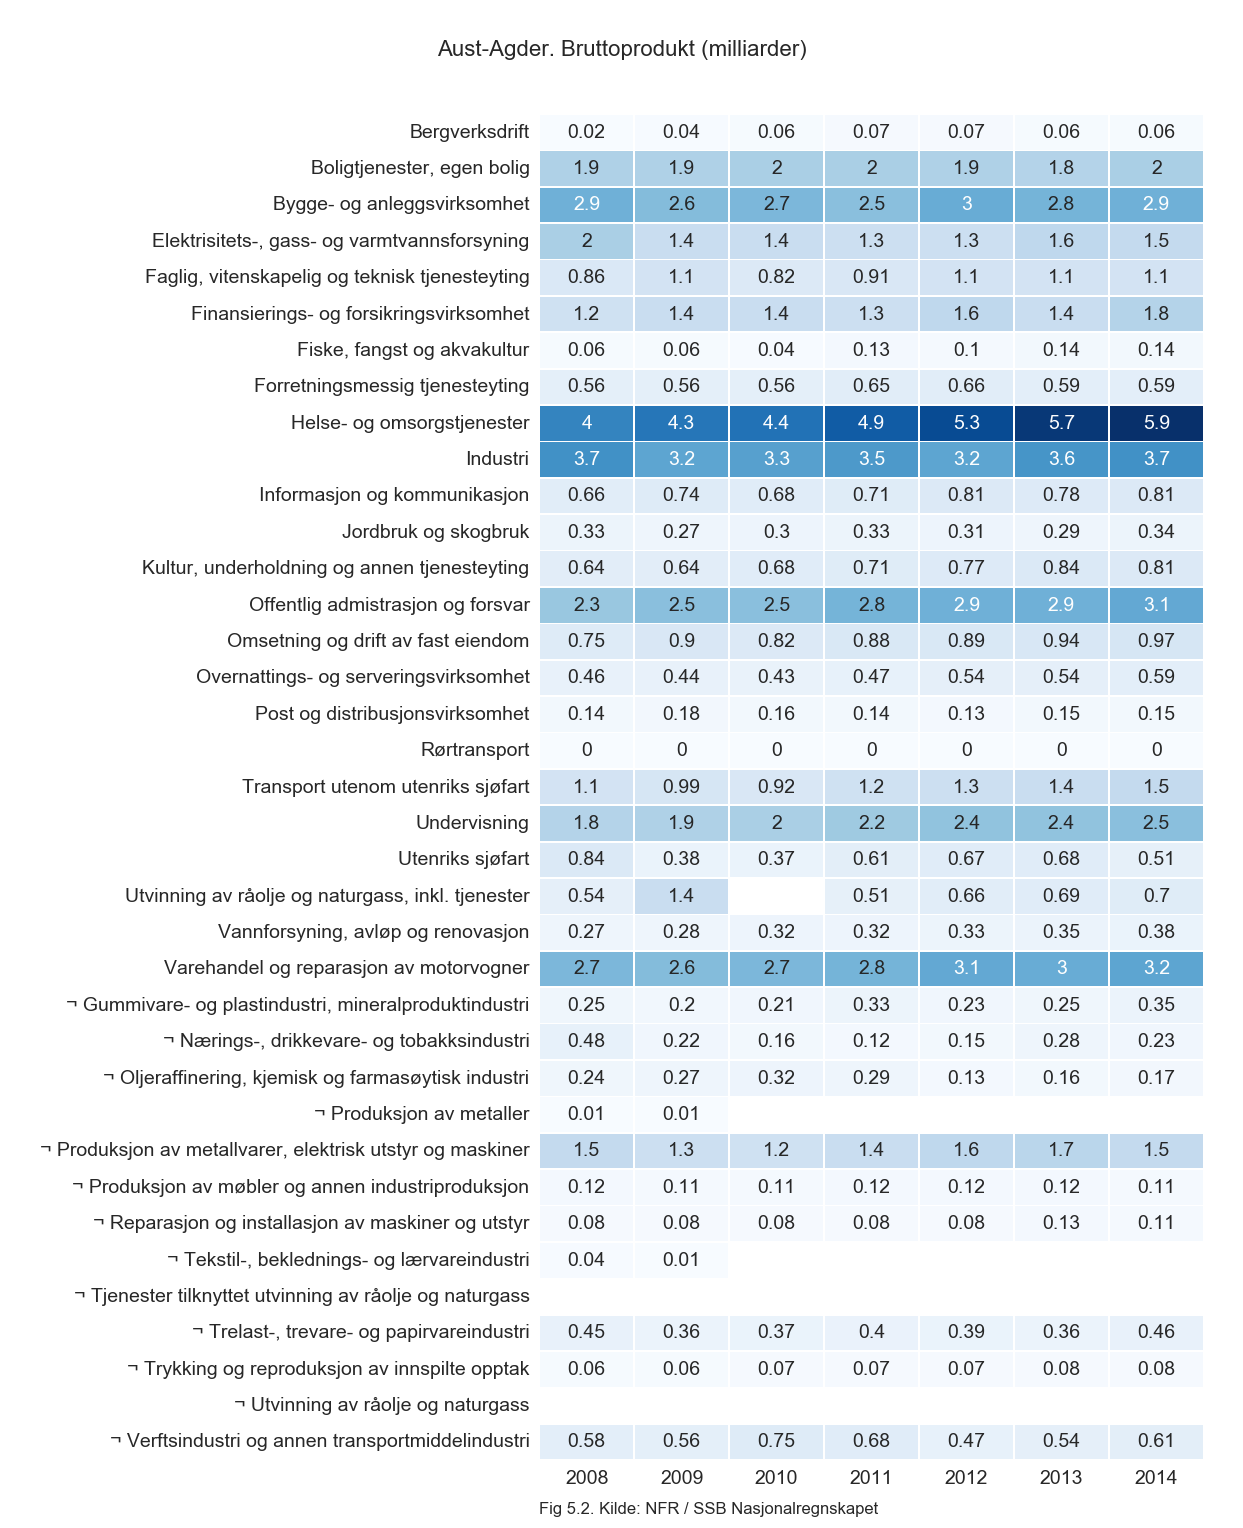 Aust-Agder. Bruttoprodukt (milliarder)
Bergverksdrift 0.02 0.04 0.06 0.07 0.07 0.06 0.06
Boligtjenester, egen bolig 1.9 1.9 2 2 1.9 1.8 2
Bygge- og anleggsvirksomhet 2.9 2.6 2.7 2.5 3 2.8 2.9
Elektrisitets-, gass- og varmtvannsforsyning 2 1.4 1.4 1.3 1.3 1.6 1.5
Faglig, vitenskapelig og teknisk tjenesteyting 0.86 1.1 0.82 0.91 1.1 1.1 1.1
Finansierings- og forsikringsvirksomhet 1.2 1.4 1.4 1.3 1.6 1.4 1.8
Fiske, fangst og akvakultur 0.06 0.06 0.04 0.13 0.1 0.14 0.14
Forretningsmessig tjenesteyting 0.56 0.56 0.56 0.65 0.66 0.59 0.59
Helse- og omsorgstjenester 4 4.3 4.4 4.9 5.3 5.7 5.9
Industri 3.7 3.2 3.3 3.5 3.2 3.6 3.7
Informasjon og kommunikasjon 0.66 0.74 0.68 0.71 0.81 0.78 0.81
Jordbruk og skogbruk 0.33 0.27 0.3 0.33 0.31 0.29 0.34
Kultur, underholdning og annen tjenesteyting 0.64 0.64 0.68 0.71 0.77 0.84 0.81
Offentlig admistrasjon og forsvar 2.3 2.5 2.5 2.8 2.9 2.9 3.1
Omsetning og drift av fast eiendom 0.75 0.9 0.82 0.88 0.89 0.94 0.97
Overnattings- og serveringsvirksomhet 0.46 0.44 0.43 0.47 0.54 0.54 0.59
Post og distribusjonsvirksomhet 0.14 0.18 0.16 0.14 0.13 0.15 0.15
Rørtransport 0 0 0 0 0 0 0
Transport utenom utenriks sjøfart 1.1 0.99 0.92 1.2 1.3 1.4 1.5
Undervisning 1.8 1.9 2 2.2 2.4 2.4 2.5
Utenriks sjøfart 0.84 0.38 0.37 0.61 0.67 0.68 0.51
Utvinning av råolje og naturgass, inkl. tjenester 0.54 1.4 0.51 0.66 0.69 0.7
Vannforsyning, avløp og renovasjon 0.27 0.28 0.32 0.32 0.33 0.35 0.38
Varehandel og reparasjon av motorvogner 2.7 2.6 2.7 2.8 3.1 3 3.2
¬ Gummivare- og plastindustri, mineralproduktindustri 0.25 0.2 0.21 0.33 0.23 0.25 0.35
¬ Nærings-, drikkevare- og tobakksindustri 0.48 0.22 0.16 0.12 0.15 0.28 0.23
¬ Oljeraffinering, kjemisk og farmasøytisk industri 0.24 0.27 0.32 0.29 0.13 0.16 0.17
¬ Produksjon av metaller 0.01 0.01
¬ Produksjon av metallvarer, elektrisk utstyr og maskiner 1.5 1.3 1.2 1.4 1.6 1.7 1.5
¬ Produksjon av møbler og annen industriproduksjon 0.12 0.11 0.11 0.12 0.12 0.12 0.11
¬ Reparasjon og installasjon av maskiner og utstyr 0.08 0.08 0.08 0.08 0.08 0.13 0.11
¬ Tekstil-, beklednings- og lærvareindustri 0.04 0.01
¬ Tjenester tilknyttet utvinning av råolje og naturgass
¬ Trelast-, trevare- og papirvareindustri 0.45 0.36 0.37 0.4 0.39 0.36 0.46
¬ Trykking og reproduksjon av innspilte opptak 0.06 0.06 0.07 0.07 0.07 0.08 0.08
¬ Utvinning av råolje og naturgass
¬ Verftsindustri og annen transportmiddelindustri 0.58 0.56 0.75 0.68 0.47 0.54 0.61
2008 2009 2010 2011 2012 2013 2014
Fig 5.2. Kilde: NFR / SSB Nasjonalregnskapet